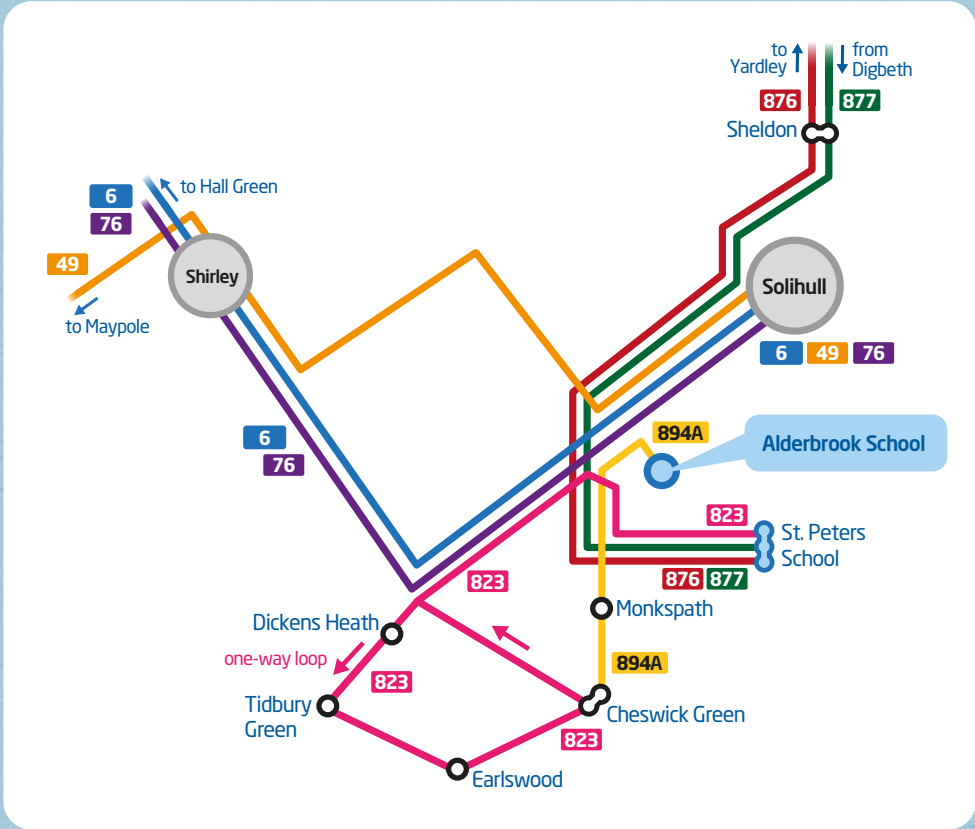 to
Yardley
from
Digbeth
876
877
Sheldon
6
to Hall Green
76
49
Shirley
Solihull
to Maypole
6 49 76
894A
6
Alderbrook School
76
823
St. Peters
School
876 877
823
Monkspath
Dickens Heath
one-way loop
894A
823
Tidbury
Green
Cheswick Green
823
Earlswood